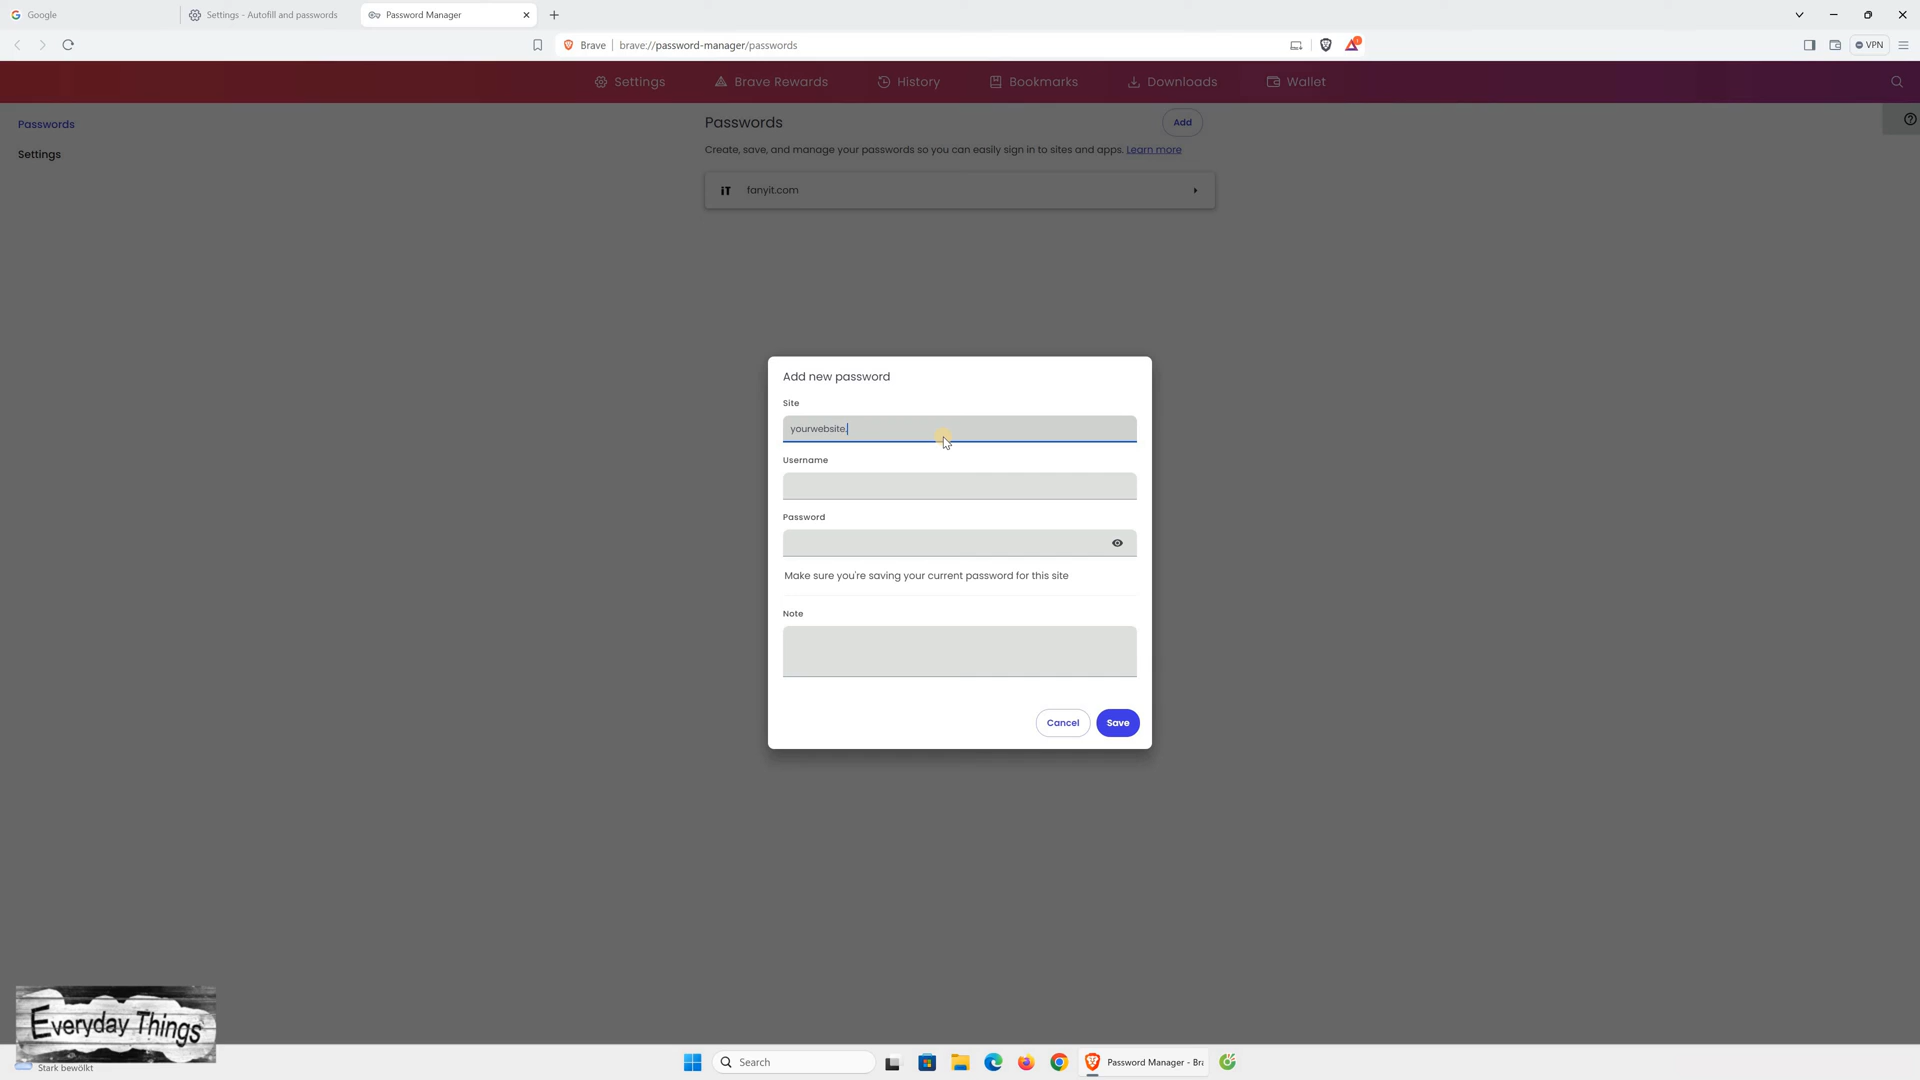 Google
Settings - Autofill and passwords
Password Manager
Brave
brave://password-manager/passwords
VPN
Settings
Brave Rewards
History
Bookmarks
Downloads
Wallet
Passwords
Settings
Passwords
Add
Create, save, and manage your passwords so you can easily sign in to sites and apps. Learn more
iT
fanyit.com
Add new password
Site
yourwebsite.
Username
Password
Make sure you're saving your current password for this site
Note
Cancel
Save
Everyday Things
Stark bewölkt
Search
Password Manager - Bra